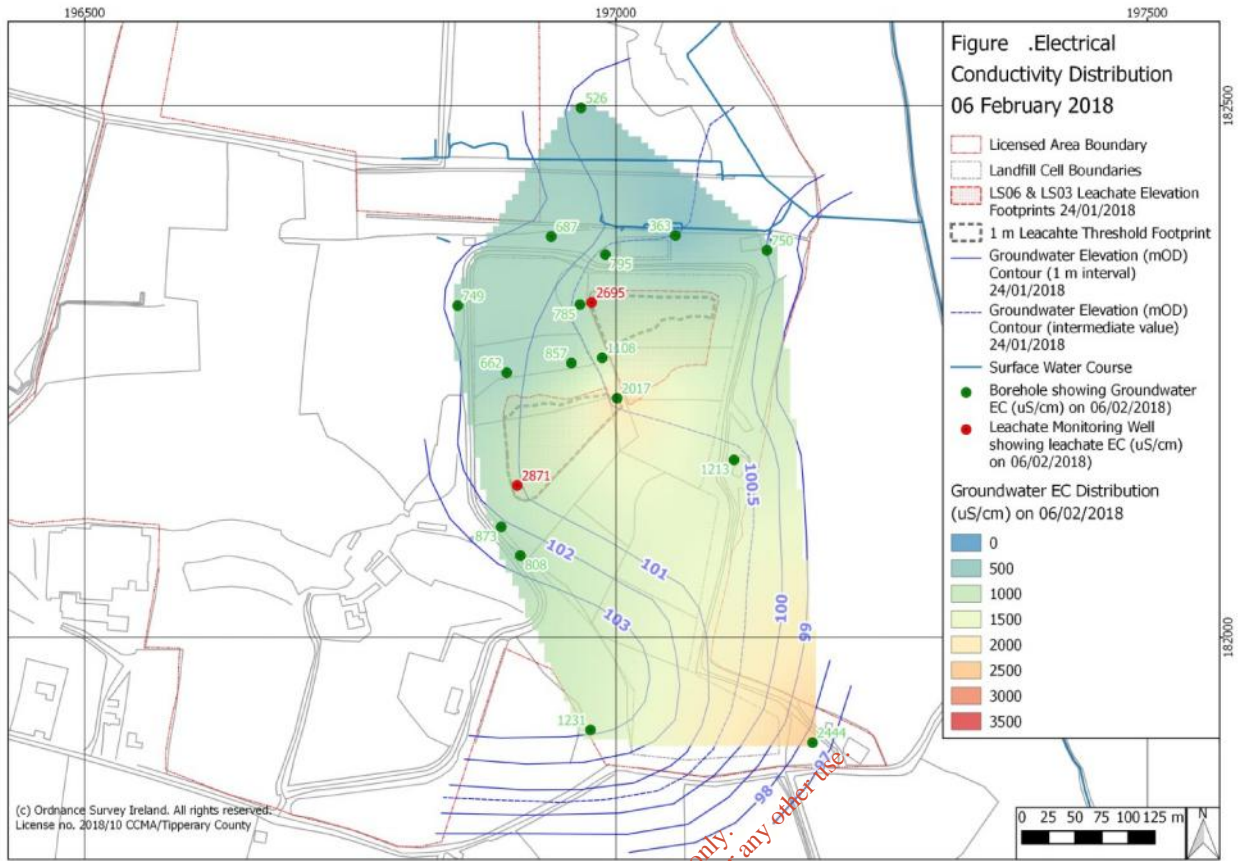 196500
197000
197500
Figure .Electrical
Conductivity Distribution
06 February 2018
Licensed Area Boundary
Landfill Cell Boundaries
LS06 & LS03 Leachate Elevation
Footprints 24/01/2018
1 m Leacahte Threshold Footprint
Groundwater Elevation (mOD)
Contour (1 m interval)
24/01/2018
Groundwater Elevation (mOD)
Contour (intermediate value)
24/01/2018
Surface Water Course
Borehole showing Groundwater
EC (uS/cm) on 06/02/2018)
Leachate Monitoring Well
showing leachate EC (uS/cm)
on 06/02/2018)
Groundwater EC Distribution
(uS/cm) on 06/02/2018
0
500
1000
1500
2000
2500
3000
3500
182500
182000
526
687
363
750
795
749
2695
785
1108
857
662
2017
1213
100.5
2871
873
808
102
101
103
100
99
1231
2444
97
98
only.
any other use.
(c) Ordnance Survey Ireland. All rights reserved.
License no. 2018/10 CCMA/Tipperary County
0 25 50 75 100 125 m
N